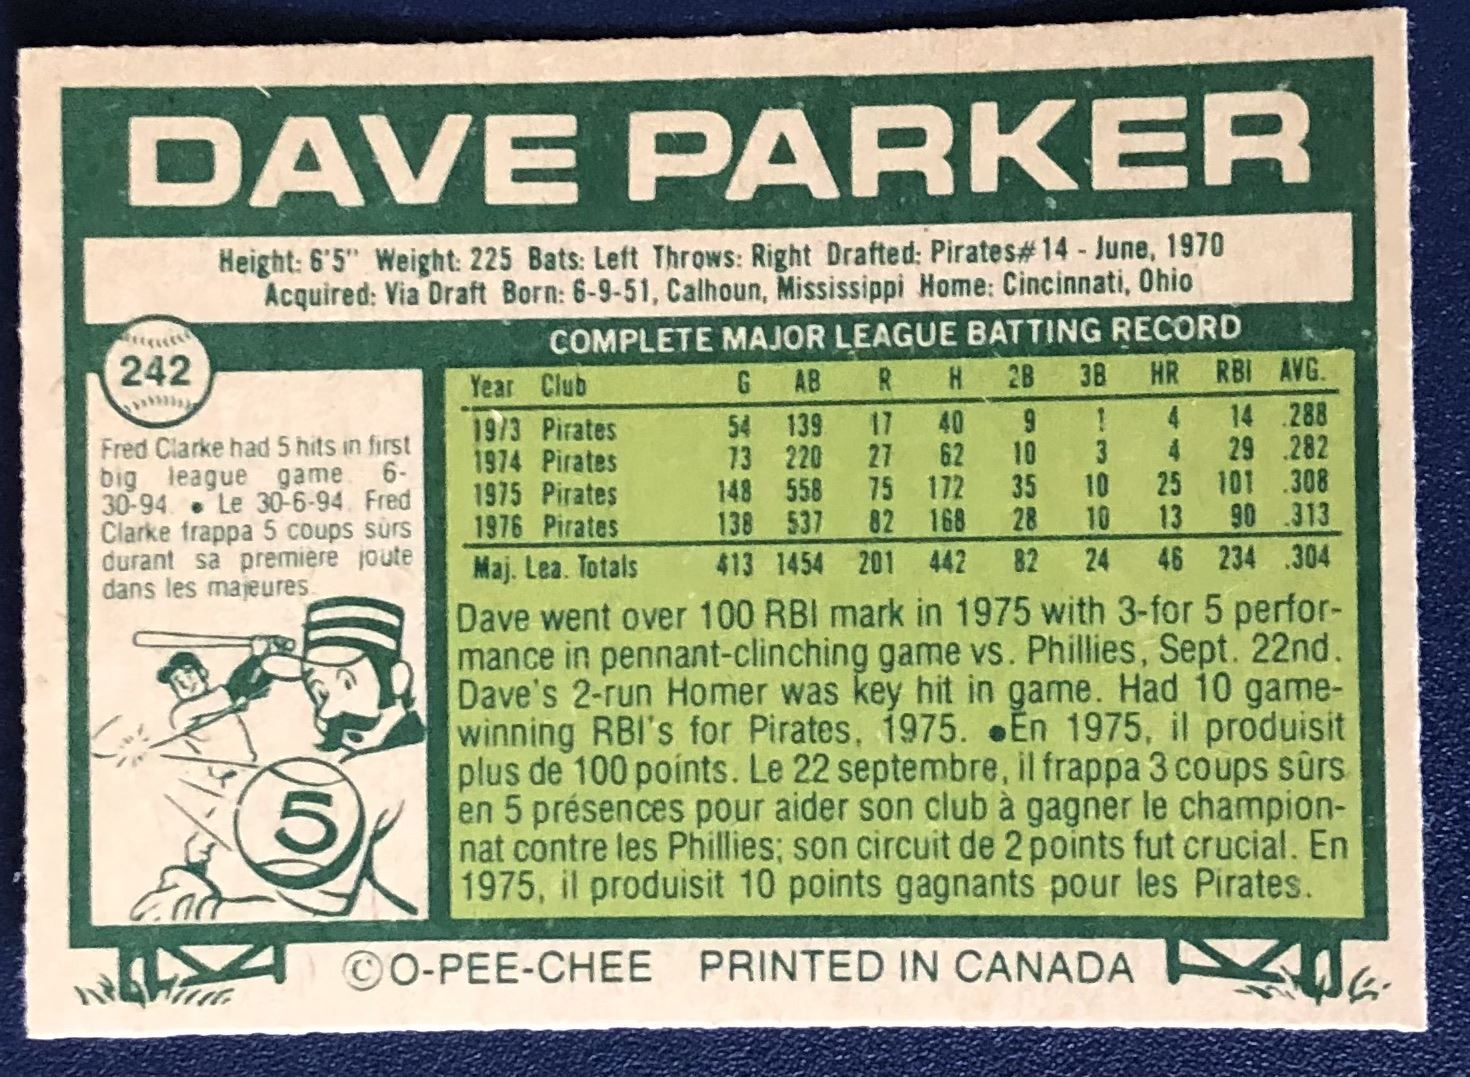 DAVE PARKER
Height: 6'5" Weight: 225 Bats: Left Throws: Right Drafted: Pirates#14 - June, 1970
Acquired: Via Draft Born: 6-9-51, Calhoun, Mississippi Home: Cincinnati, Ohio
242
Fred Clarke had 5 hits in first
big league game 6-
30-94. • Le 30-6-94. Fred
Clarke frappa 5 coups sûrs
durant sa première joute
dans les majeures.
5
COMPLETE MAJOR LEAGUE BATTING RECORD
Year Club G AB R H 2B 3B HR RBI AVG.
1973 Pirates 54 139 17 40 9 1 4 14 .288
1974 Pirates 73 220 27 62 10 3 4 29 .282
1975 Pirates 148 558 75 172 35 10 25 101 .308
1976 Pirates 138 537 82 168 28 10 13 90 .313
Maj. Lea. Totals 413 1454 201 442 82 24 46 234 .304
Dave went over 100 RBI mark in 1975 with 3-for 5 perfor-
mance in pennant-clinching game vs. Phillies, Sept. 22nd.
Dave's 2-run Homer was key hit in game. Had 10 game-
winning RBI's for Pirates, 1975. •En 1975, il produisit
plus de 100 points. Le 22 septembre, il frappa 3 coups sûrs
en 5 présences pour aider son club à gagner le champion-
nat contre les Phillies; son circuit de 2 points fut crucial. En
1975, il produisit 10 points gagnants pour les Pirates.
©O-PEE-CHEE PRINTED IN CANADA